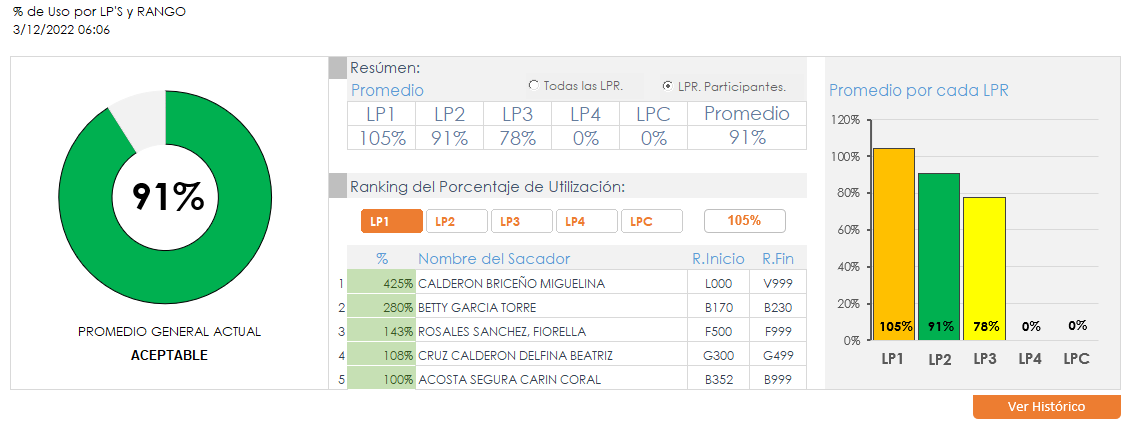 % de Uso por LP'S y RANGO
3/12/2022 06:06
91%
PROMEDIO GENERAL ACTUAL
ACEPTABLE
Resúmen:
Promedio
Todas las LPR. LPR. Participantes.
LP1 LP2 LP3 LP4 LPC Promedio
105% 91% 78% 0% 0% 91%
Ranking del Porcentaje de Utilización:
LP1 LP2 LP3 LP4 LPC 105%
% Nombre del Sacador R.Inicio R.Fin
1 425% CALDERON BRICEÑO MIGUELINA L000 V999
2 280% BETTY GARCIA TORRE B170 B230
3 143% ROSALES SANCHEZ, FIORELLA F500 F999
4 108% CRUZ CALDERON DELFINA BEATRIZ G300 G499
5 100% ACOSTA SEGURA CARIN CORAL B352 B999
Promedio por cada LPR
120%
100%
80%
60%
40%
20%
0%
105% 91% 78% 0% 0%
LP1 LP2 LP3 LP4 LPC
Ver Histórico